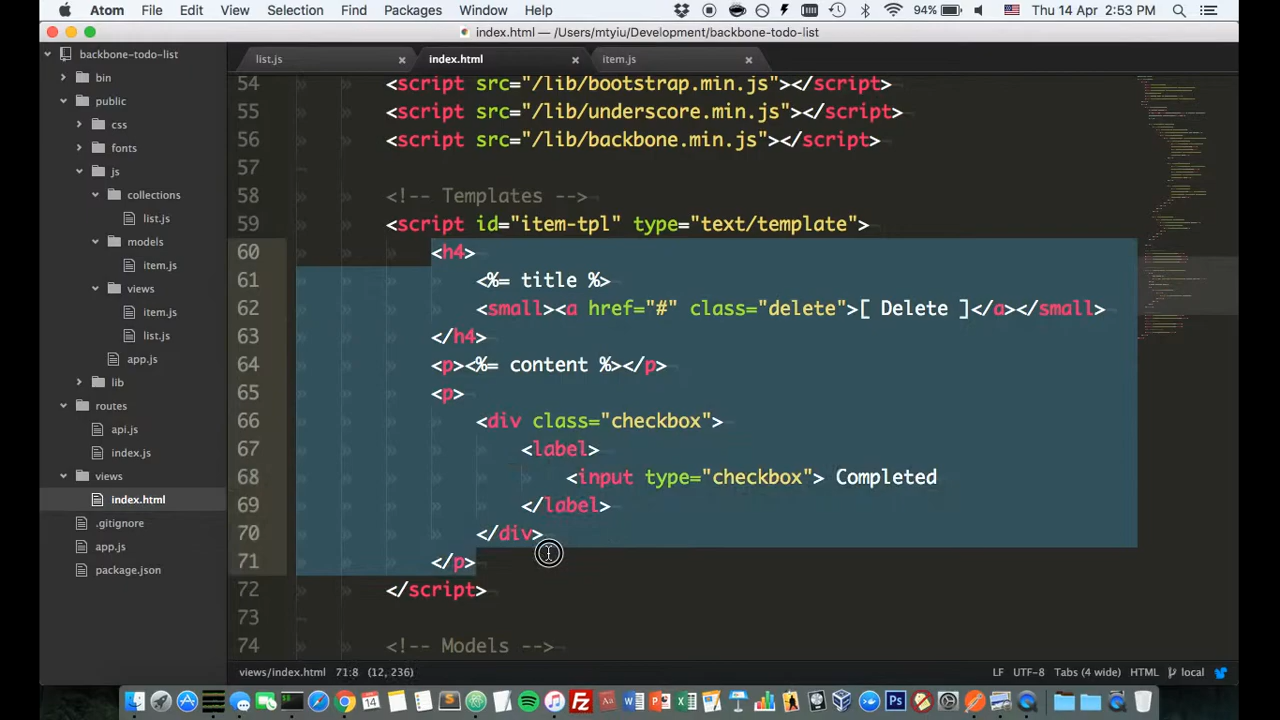 Atom File Edit View Selection Find Packages Window Help 94% Thu 14 Apr 2:53 PM
index.html — /Users/mtyiu/Development/backbone-todo-list
backbone-todo-list
bin
public
css
fonts
js
collections
list.js
models
item.js
views
item.js
list.js
app.js
lib
routes
api.js
index.js
views
index.html
.gitignore
app.js
package.json
list.js index.html item.js
54 <script src="/lib/bootstrap.min.js"></script>
55 <script src="/lib/underscore.min.js"></script>
56 <script src="/lib/backbone.min.js"></script>
57
58 <!-- Templates -->
59 <script id="item-tpl" type="text/template">
60 <h4>
61 <%= title %>
62 <small><a href="#" class="delete">[ Delete ]</a></small>
63 </h4>
64 <p><%= content %></p>
65 <p>
66 <div class="checkbox">
67 <label>
68 <input type="checkbox"> Completed
69 </label>
70 </div>
71 </p>
72 </script>
73
74 <!-- Models -->
views/index.html 71:8 (12, 236) LF UTF-8 Tabs (4 wide) HTML local